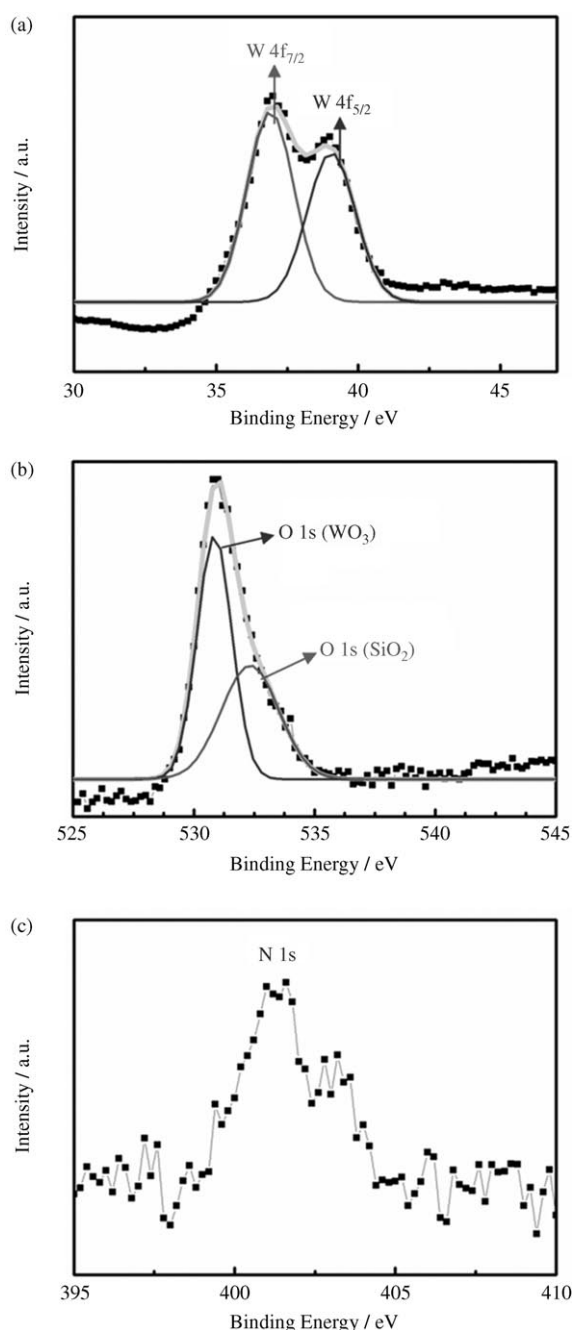 (a)
W 4f7/2
W 4f5/2
Intensity / a.u.
30 35 40 45
Binding Energy / eV
(b)
O 1s (WO3)
O 1s (SiO2)
Intensity / a.u.
525 530 535 540 545
Binding Energy / eV
(c)
N 1s
Intensity / a.u.
395 400 405 410
Binding Energy / eV